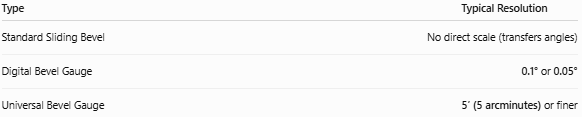 Type Typical Resolution
Standard Sliding Bevel No direct scale (transfers angles)
Digital Bevel Gauge 0.1° or 0.05°
Universal Bevel Gauge 5′ (5 arcminutes) or finer